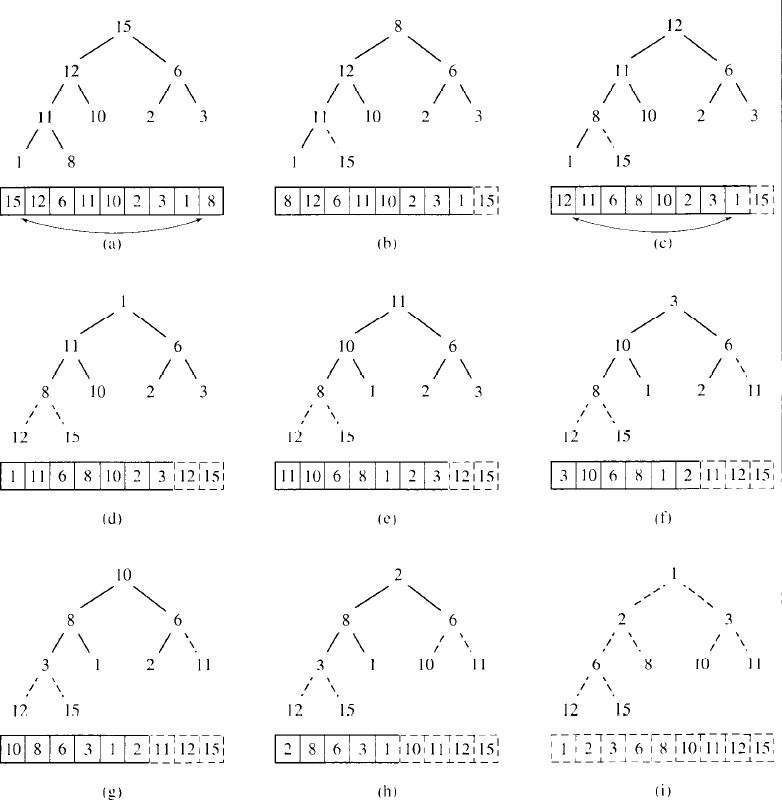 15 8 12
12 6 12 6 11 6
11 10 2 3 11 10 2 3 8 10 2 3
1 8 1 15 1 15
15 12 6 11 10 2 3 1 8 8 12 6 11 10 2 3 1 15 12 11 6 8 10 2 3 1 15
(a) (b) (c)
1 11 3
11 6 10 6 10 6
8 10 2 3 8 1 2 3 8 1 2 11
12 15 12 15 12 15
1 11 6 8 10 2 3 12 15 11 10 6 8 1 2 3 12 15 3 10 6 8 1 2 11 12 15
(d) (e) (f)
10 2 1
8 6 8 6 2 3
3 1 2 11 3 1 10 11 6 8 10 11
12 15 12 15 12 15
10 8 6 3 1 2 11 12 15 2 8 6 3 1 10 11 12 15 1 2 3 6 8 10 11 12 15
(g) (h) (i)